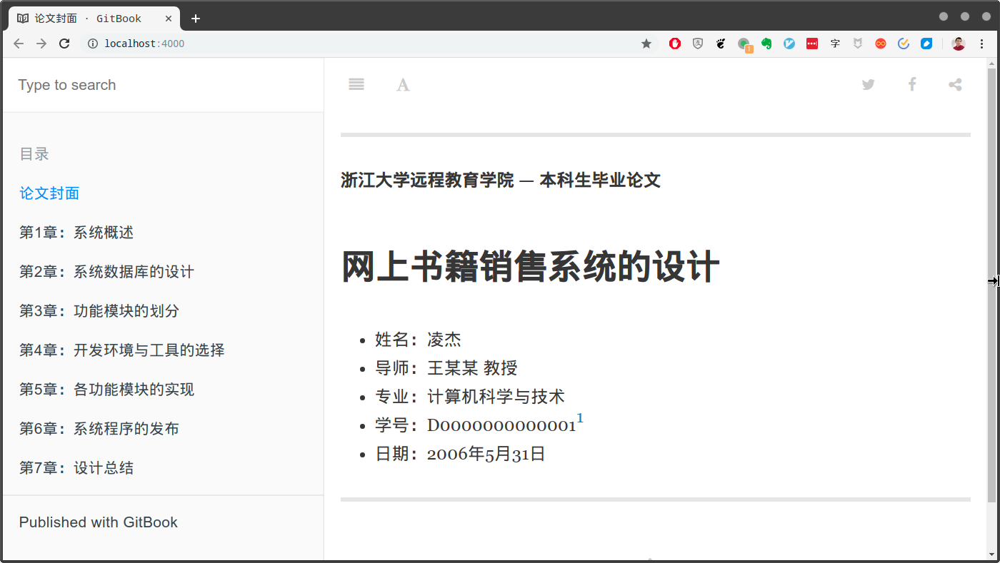 论文封面 · GitBook
localhost:4000
字
Type to search
A
目录
论文封面
第1章：系统概述
第2章：系统数据库的设计
第3章：功能模块的划分
第4章：开发环境与工具的选择
第5章：各功能模块的实现
第6章：系统程序的发布
第7章：设计总结
Published with GitBook
浙江大学远程教育学院 — 本科生毕业论文
网上书籍销售系统的设计
姓名：凌杰
导师：王某某 教授
专业：计算机科学与技术
学号：D00000000000011
日期：2006年5月31日